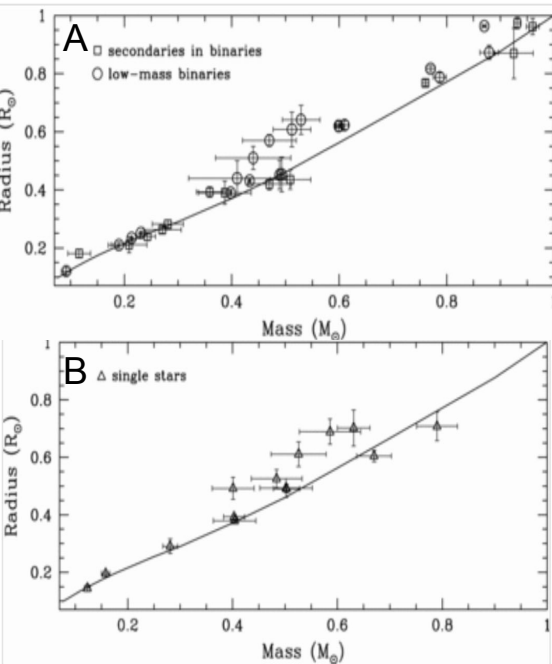 1
A
□ secondaries in binaries
0.8
○ low-mass binaries
Radius (R⊙)
0.6
0.4
0.2
0.2 0.4 0.6 0.8 1
Mass (M⊙)
1
B
△ single stars
0.8
Radius (R⊙)
0.6
0.4
0.2
0.2 0.4 0.6 0.8 1
Mass (M⊙)